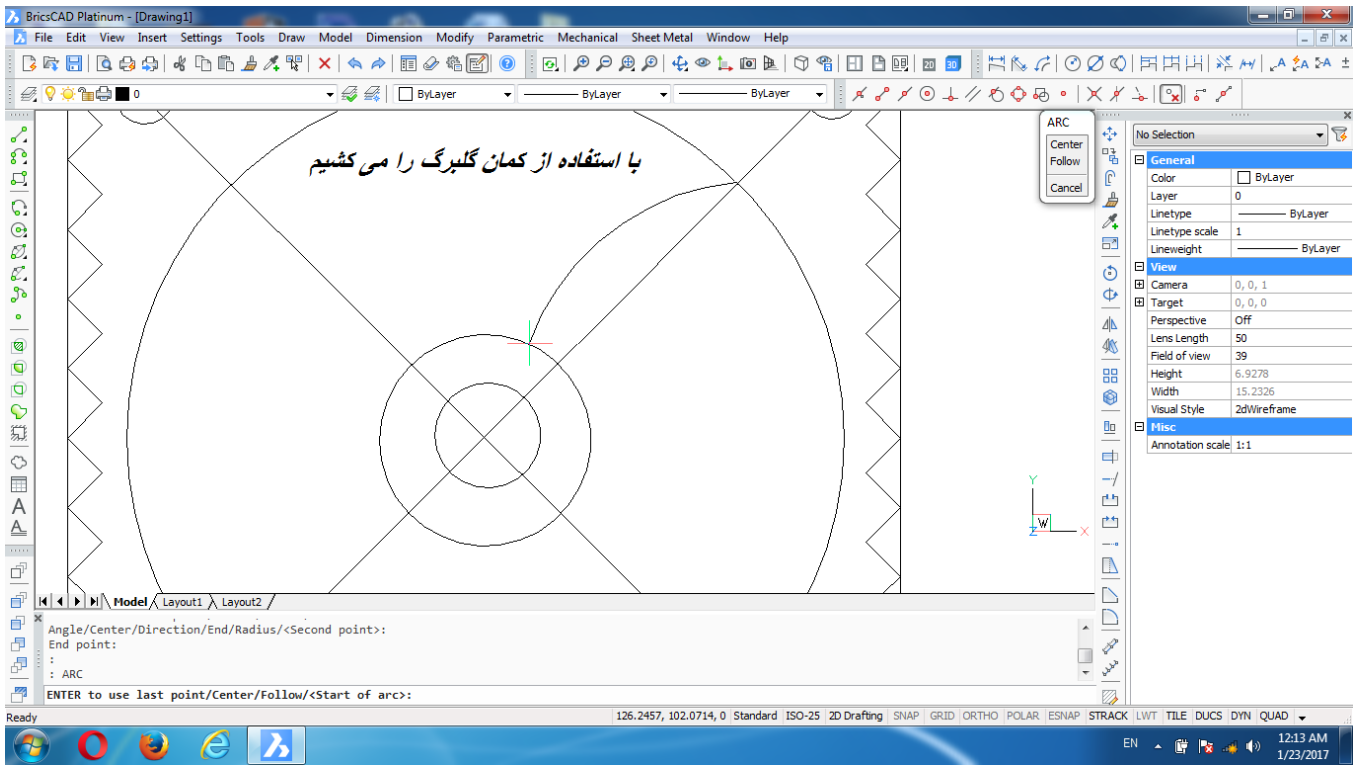 BricsCAD Platinum - [Drawing1]
File Edit View Insert Settings Tools Draw Model Dimension Modify Parametric Mechanical Sheet Metal Window Help
0 ByLayer ByLayer ByLayer
با استفاده از کمان گلبرگ را می کشیم
ARC
Center
Follow
Cancel
No Selection
General
Color ByLayer
Layer 0
Linetype ByLayer
Linetype scale 1
Lineweight ByLayer
View
Camera 0, 0, 1
Target 0, 0, 0
Perspective Off
Lens Length 50
Field of view 39
Height 6.9278
Width 15.2326
Visual Style 2dWireframe
Misc
Annotation scale 1:1
Y
W
Z X
Model Layout1 Layout2
Angle/Center/Direction/End/Radius/<Second point>:
End point:
:
: ARC
ENTER to use last point/Center/Follow/<Start of arc>:
Ready 126.2457, 102.0714, 0 Standard ISO-25 2D Drafting SNAP GRID ORTHO POLAR ESNAP STRACK LWT TILE DUCS DYN QUAD
EN 12:13 AM
1/23/2017